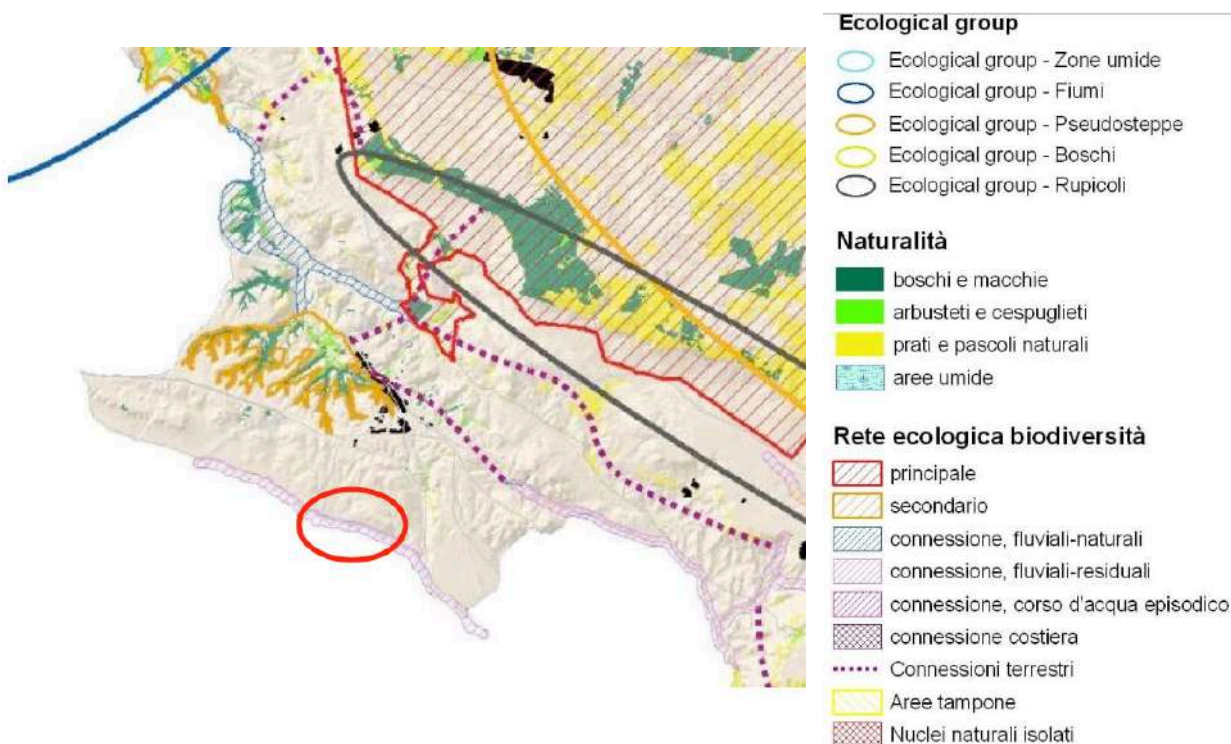 Ecological group
Ecological group - Zone umide
Ecological group - Fiumi
Ecological group - Pseudosteppe
Ecological group - Boschi
Ecological group - Rupicoli
Naturalità
boschi e macchie
arbusteti e cespuglieti
prati e pascoli naturali
aree umide
Rete ecologica biodiversità
principale
secondario
connessione, fluviali-naturali
connessione, fluviali-residuali
connessione, corso d'acqua episodico
connessione costiera
Connessioni terrestri
Aree tampone
Nuclei naturali isolati